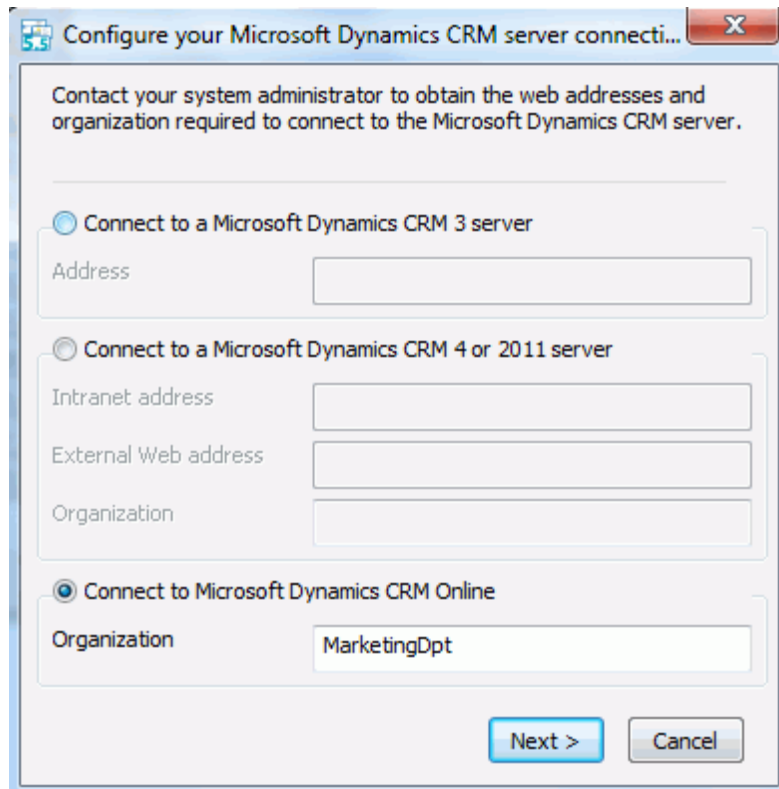 5.5
Configure your Microsoft Dynamics CRM server connecti...
X
Contact your system administrator to obtain the web addresses and
organization required to connect to the Microsoft Dynamics CRM server.
Connect to a Microsoft Dynamics CRM 3 server
Address
Connect to a Microsoft Dynamics CRM 4 or 2011 server
Intranet address
External Web address
Organization
Connect to Microsoft Dynamics CRM Online
Organization MarketingDpt
Next > Cancel